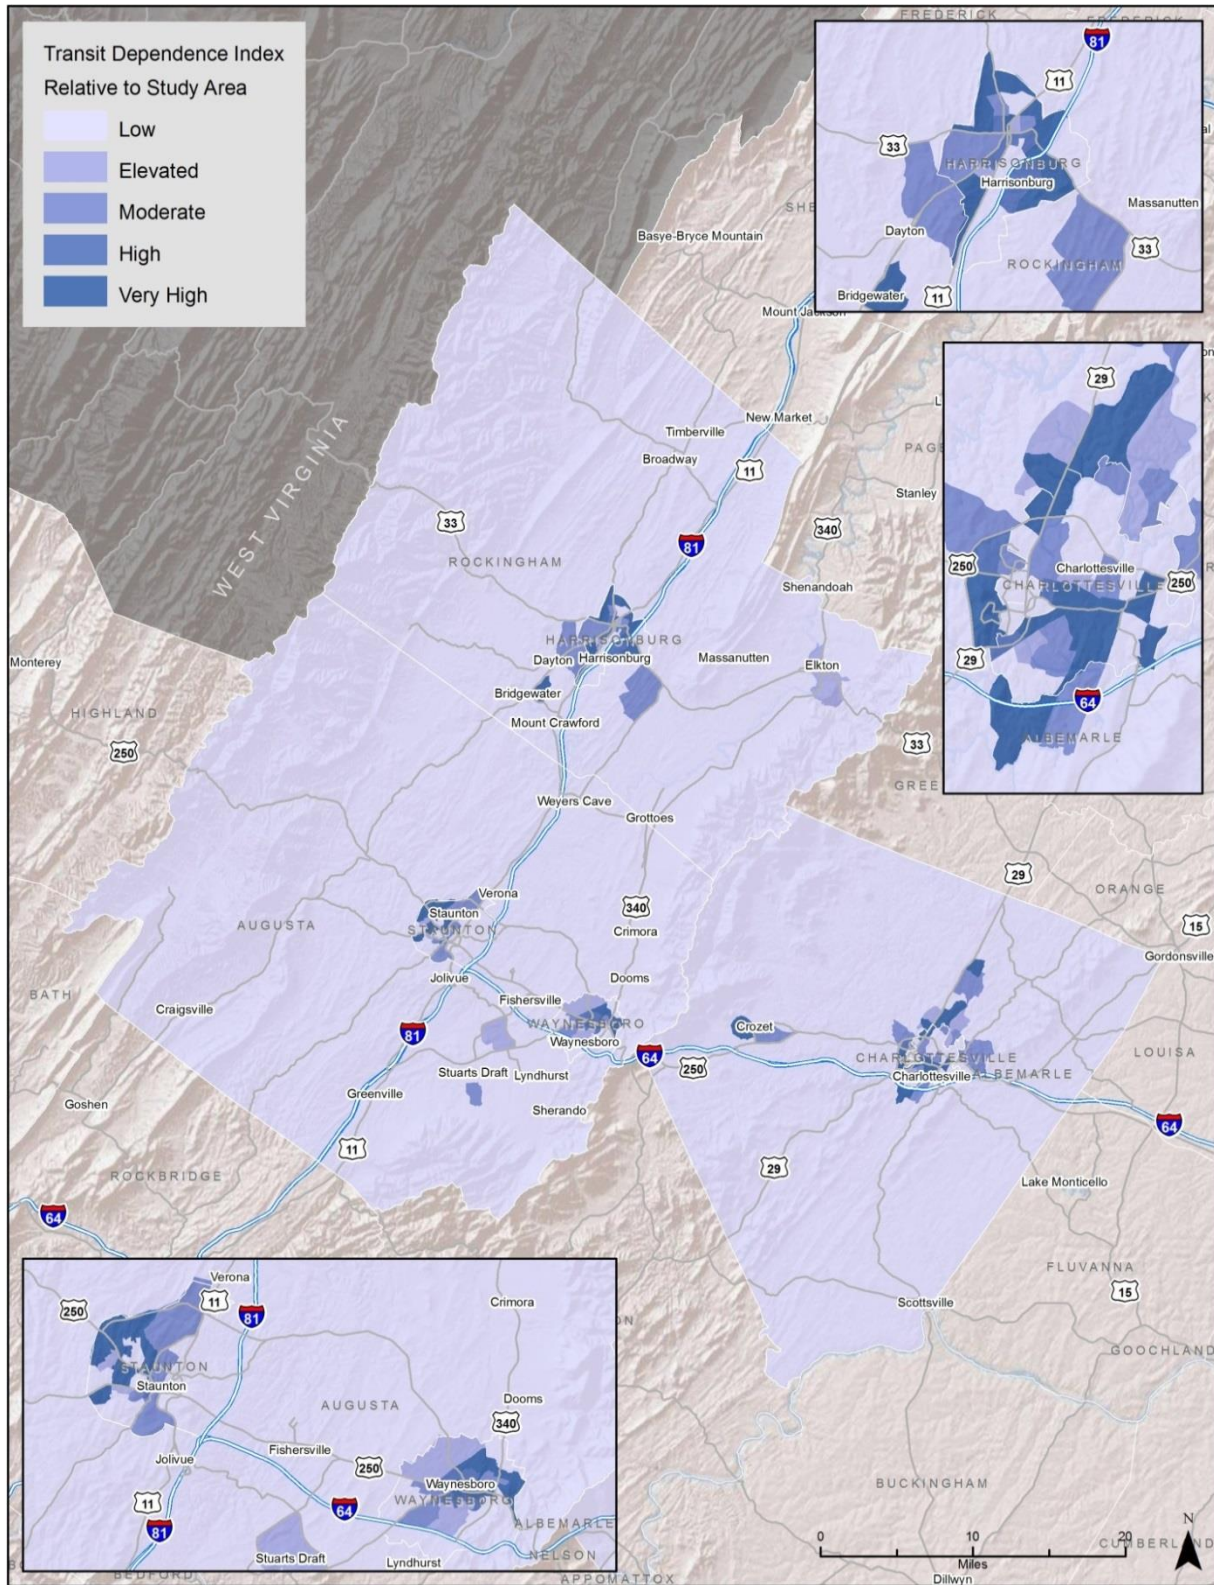 Transit Dependence Index
Relative to Study Area
Low
Elevated
Moderate
High
Very High
FREDERICK
FREDERICK
81
11
33
HARRISONBURG
Harrisonburg
Massanutten
Dayton
33
ROCKINGHAM
Bridgewater
11
29
250
Charlottesville
CHARLOTTESVILLE
250
29
64
ALBEMARLE
WEST VIRGINIA
Basye-Bryce Mountain
New Market
Timberville
Broadway
11
Stanley
33
340
81
ROCKINGHAM
Shenandoah
HARRISONBURG
Monterey
Dayton
Harrisonburg
Massanutten
Elkton
Bridgewater
HIGHLAND
Mount Crawford
250
33
Weyers Cave
Grottoes
29
ORANGE
Verona
340
Staunton
15
AUGUSTA
STAUNTON
Crimora
Gordonsville
Jolivue
Dooms
BATH
Fishersville
Craigsville
WAYNESBORO
Crozet
81
Waynesboro
64
CHARLOTTESVILLE
LOUISA
250
Charlottesville
ALBEMARLE
Stuarts Draft
Lyndhurst
Greenville
Goshen
Sherando
64
11
29
ROCKBRIDGE
Lake Monticello
64
FLUVANNA
15
Scottsville
GOOCHLAND
Verona
250
11
81
Crimora
STAUNTON
Staunton
AUGUSTA
Dooms
340
Jolivue
Fishersville
250
Waynesboro
WAYNESBORO
11
64
81
ALBEMARLE
Stuarts Draft
Lyndhurst
NELSON
BEDFORD
APPOMATTOX
BUCKINGHAM
N
0
10
20
CUMBERLAND
Miles
Dillwyn